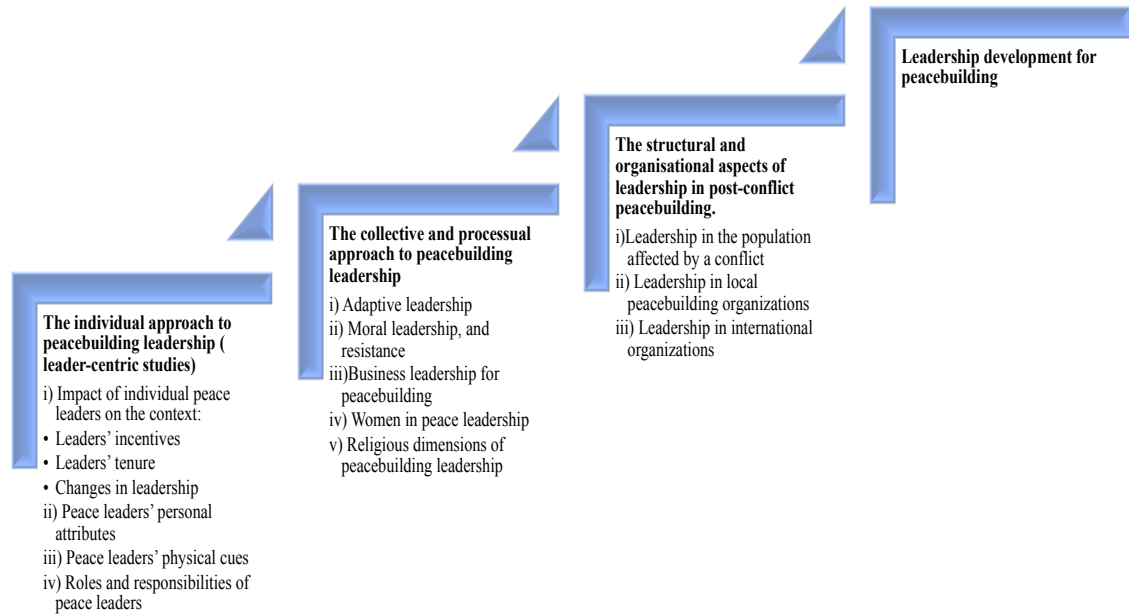 The individual approach to
peacebuilding leadership (
leader-centric studies)
i) Impact of individual peace
leaders on the context:
• Leaders’ incentives
• Leaders’ tenure
• Changes in leadership
ii) Peace leaders’ personal
attributes
iii) Peace leaders’ physical cues
iv) Roles and responsibilities of
peace leaders
The collective and processual
approach to peacebuilding
leadership
i) Adaptive leadership
ii) Moral leadership, and
resistance
iii)Business leadership for
peacebuilding
iv) Women in peace leadership
v) Religious dimensions of
peacebuilding leadership
The structural and
organisational aspects of
leadership in post-conflict
peacebuilding.
i)Leadership in the population
affected by a conflict
ii) Leadership in local
peacebuilding organizations
iii) Leadership in international
organizations
Leadership development for
peacebuilding